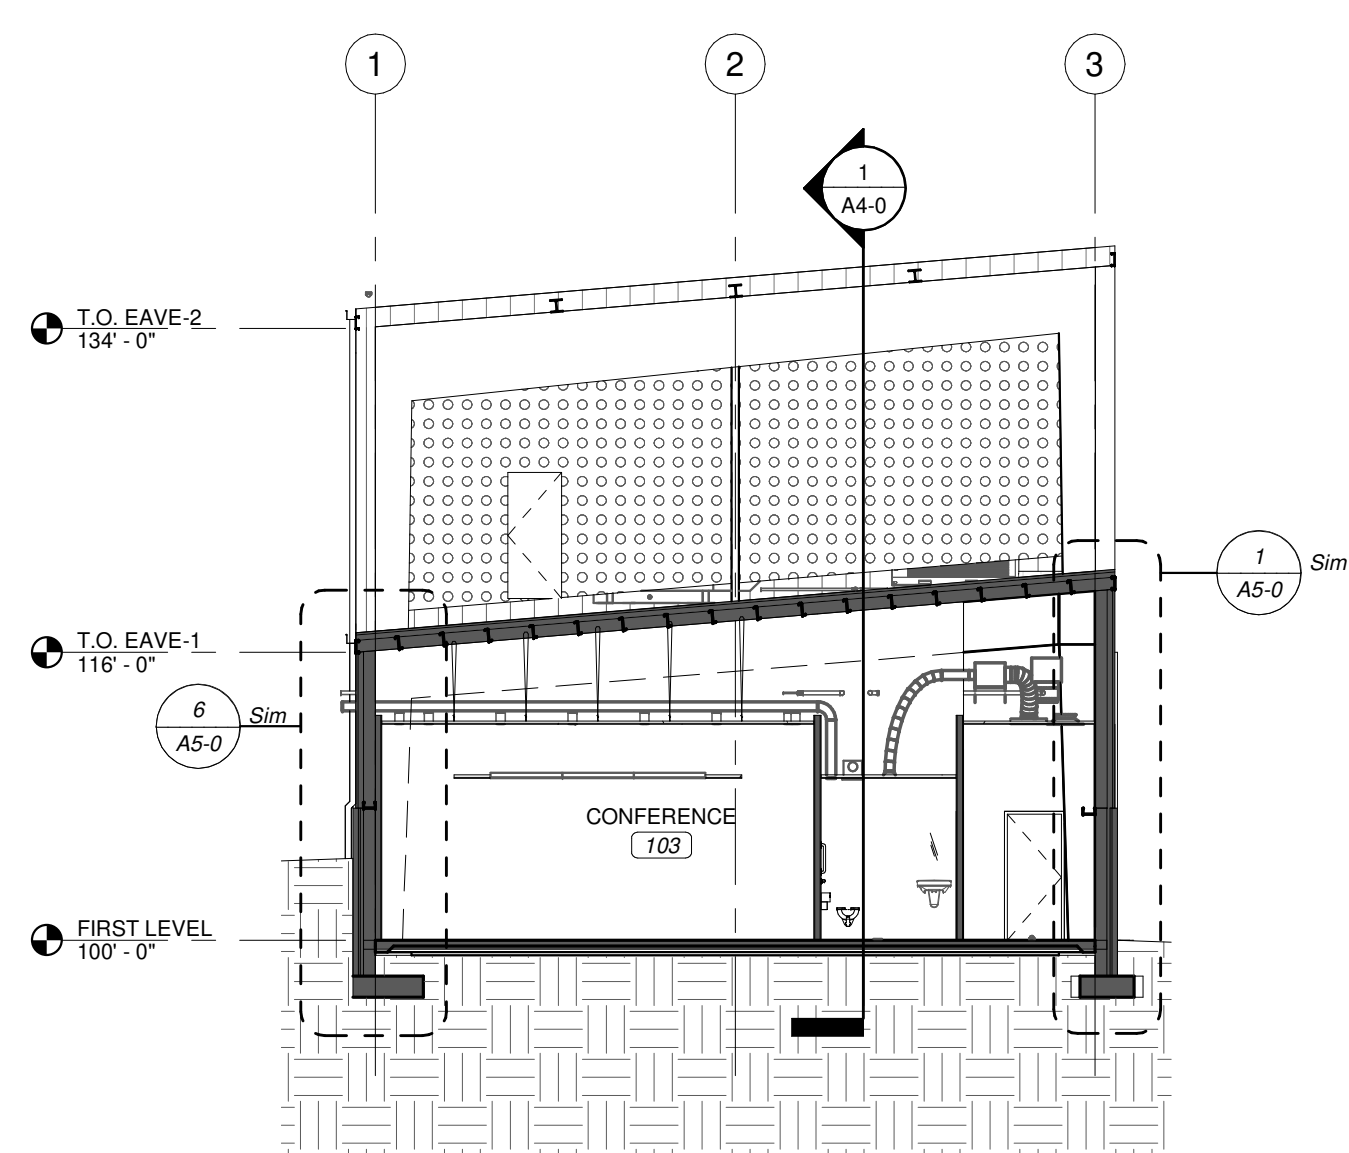 1
2
3
1
A4-0
T.O. EAVE-2
134' - 0"
1
A5-0
Sim
T.O. EAVE-1
116' - 0"
6
A5-0
Sim
CONFERENCE
103
FIRST LEVEL
100' - 0"